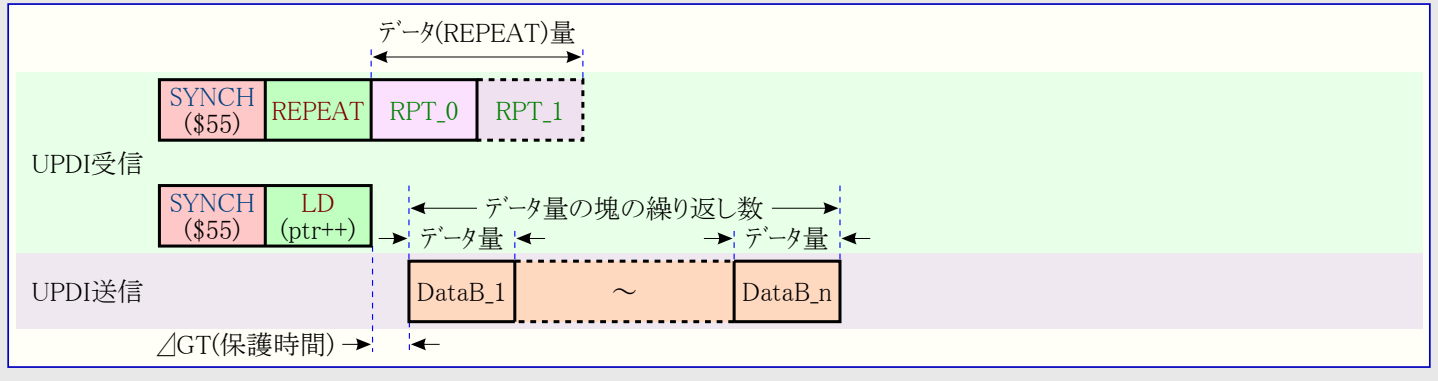 データ(REPEAT)量
SYNCH
($55)
REPEAT
RPT_0
RPT_1
UPDI受信
SYNCH
($55)
LD
(ptr++)
データ量の塊の繰り返し数
データ量
データ量
UPDI送信
DataB_1
～
DataB_n
⊿GT(保護時間)